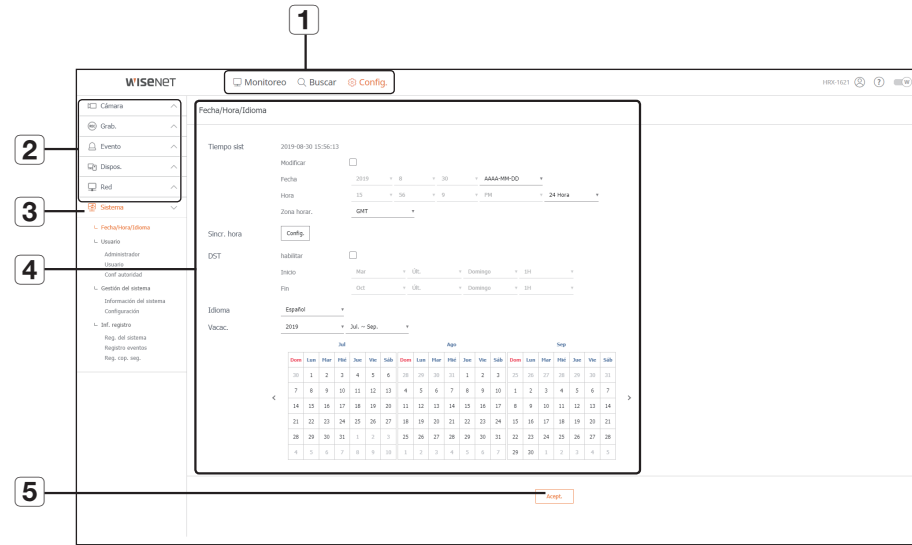 1
WISENET
Monitoreo Buscar Config.
HRX-1621 ? W
Cámara
Grab.
Evento
Dispos.
Red
Sistema
Fecha/Hora/Idioma
Usuario
Administrador
Usuario
Conf autoridad
Gestión del sistema
Información del sistema
Configuración
Inf. registro
Reg. del sistema
Registro eventos
Reg. cop. seg.
2
3
4
5
Fecha/Hora/Idioma
Tiempo sist 2019-08-30 15:56:13
Modificar
Fecha 2019 8 30 AAAA-MM-DD
Hora 15 56 9 PM 24 Hora
Zona horar. GMT
Sincr. hora Config.
DST habilitar
Inicio Mar Últ. Domingo 1H
Fin Oct Últ. Domingo 1H
Idioma Español
Vacac. 2019 Jul. ~ Sep.
Jul Ago Sep
Dom Lun Mar Mié Jue Vie Sáb Dom Lun Mar Mié Jue Vie Sáb Dom Lun Mar Mié Jue Vie Sáb
30 1 2 3 4 5 6 28 29 30 31 1 2 3 25 26 27 28 29 30 31
7 8 9 10 11 12 13 4 5 6 7 8 9 10 1 2 3 4 5 6 7
< 14 15 16 17 18 19 20 11 12 13 14 15 16 17 8 9 10 11 12 13 14 >
21 22 23 24 25 26 27 18 19 20 21 22 23 24 15 16 17 18 19 20 21
28 29 30 31 1 2 3 25 26 27 28 29 30 31 22 23 24 25 26 27 28
4 5 6 7 8 9 10 1 2 3 4 5 6 7 29 30 1 2 3 4 5
Acept.